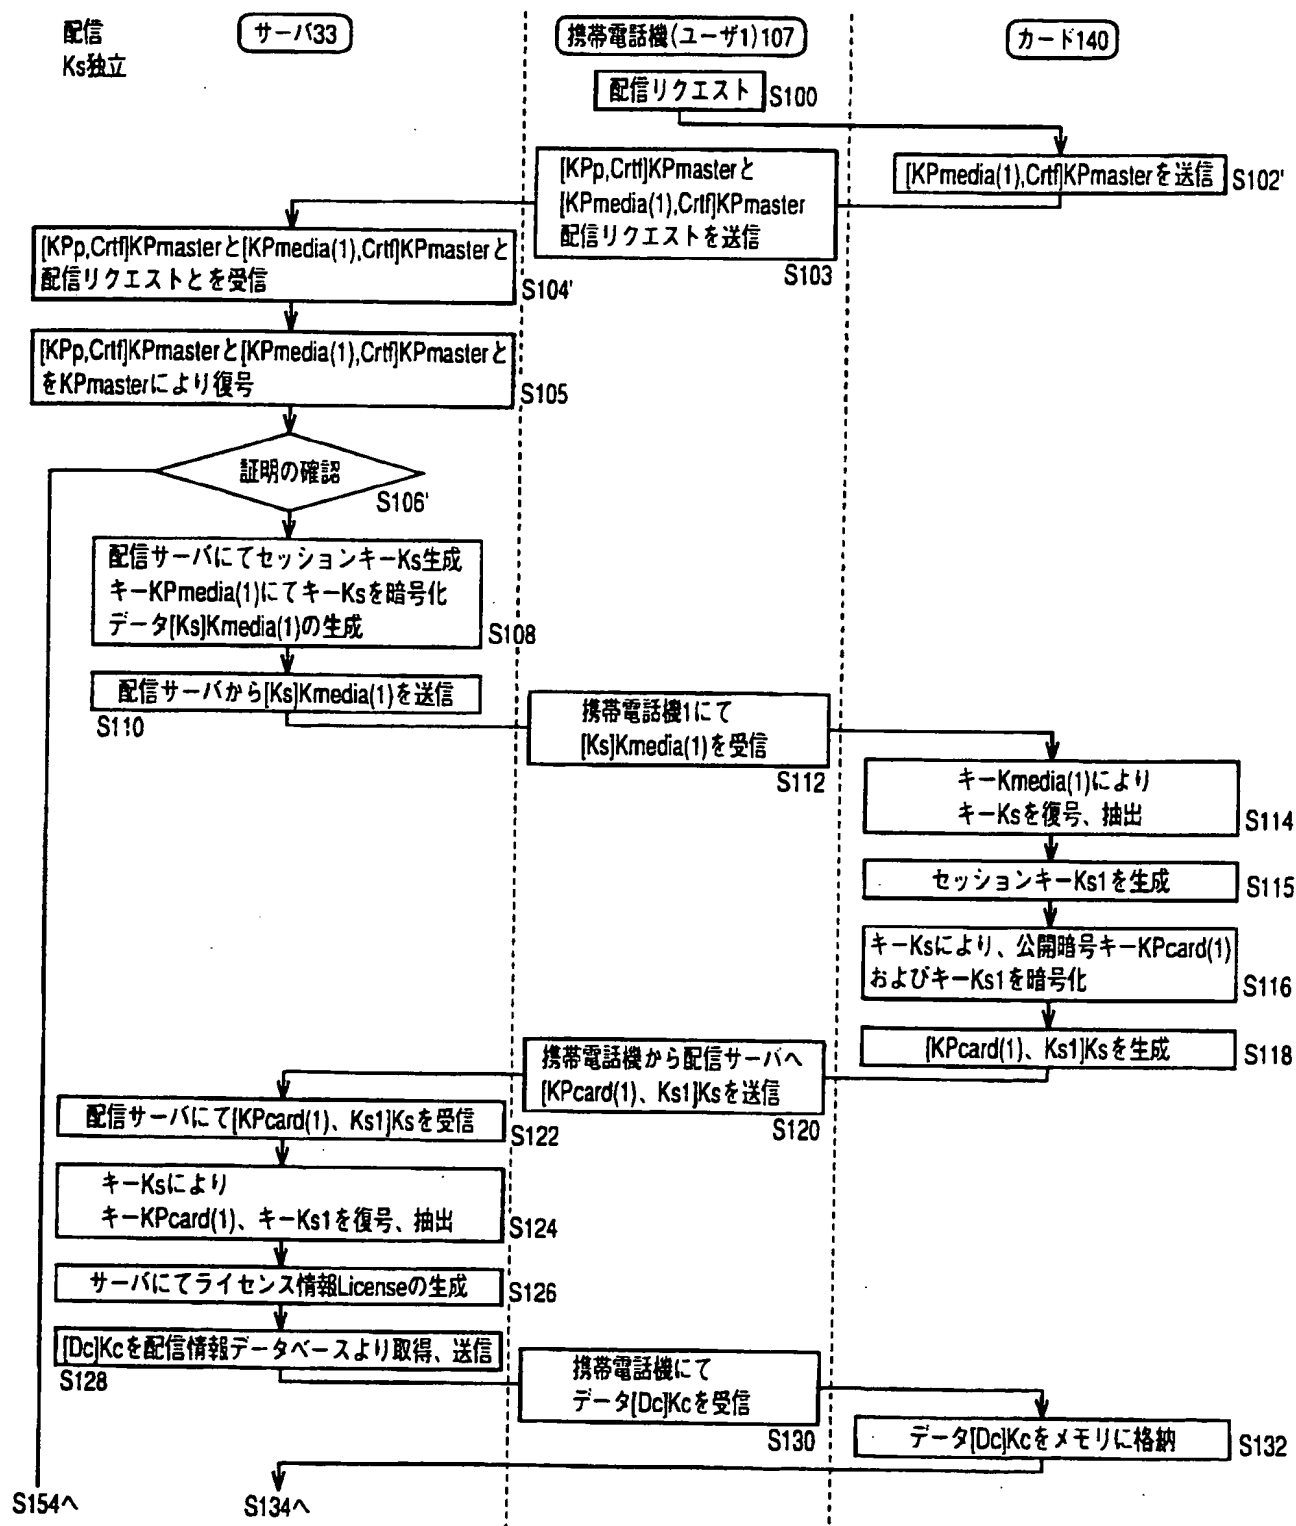 配信
Ks独立
サーバ33
携帯電話機(ユーザ1)107
カード140
配信リクエスト
S100
[KPmedia(1),Crtf]KPmasterを送信
S102'
[KPp,Crtf]KPmasterと
[KPmedia(1),Crtf]KPmaster
配信リクエストを送信
S103
[KPp,Crtf]KPmasterと[KPmedia(1),Crtf]KPmasterと
配信リクエストとを受信
S104'
[KPp,Crtf]KPmasterと[KPmedia(1),Crtf]KPmasterと
をKPmasterにより復号
S105
証明の確認
S106'
配信サーバにてセッションキーKs生成
キーKPmedia(1)にてキーKsを暗号化
データ[Ks]Kmedia(1)の生成
S108
配信サーバから[Ks]Kmedia(1)を送信
S110
携帯電話機1にて
[Ks]Kmedia(1)を受信
S112
キーKmedia(1)により
キーKsを復号、抽出
S114
セッションキーKs1を生成
S115
キーKsにより、公開暗号キーKPcard(1)
およびキーKs1を暗号化
S116
[KPcard(1)、Ks1]Ksを生成
S118
携帯電話機から配信サーバへ
[KPcard(1)、Ks1]Ksを送信
S120
配信サーバにて[KPcard(1)、Ks1]Ksを受信
S122
キーKsにより
キーKPcard(1)、キーKs1を復号、抽出
S124
サーバにてライセンス情報Licenseの生成
S126
[Dc]Kcを配信情報データベースより取得、送信
S128
携帯電話機にて
データ[Dc]Kcを受信
S130
データ[Dc]Kcをメモリに格納
S132
S154へ
S134へ